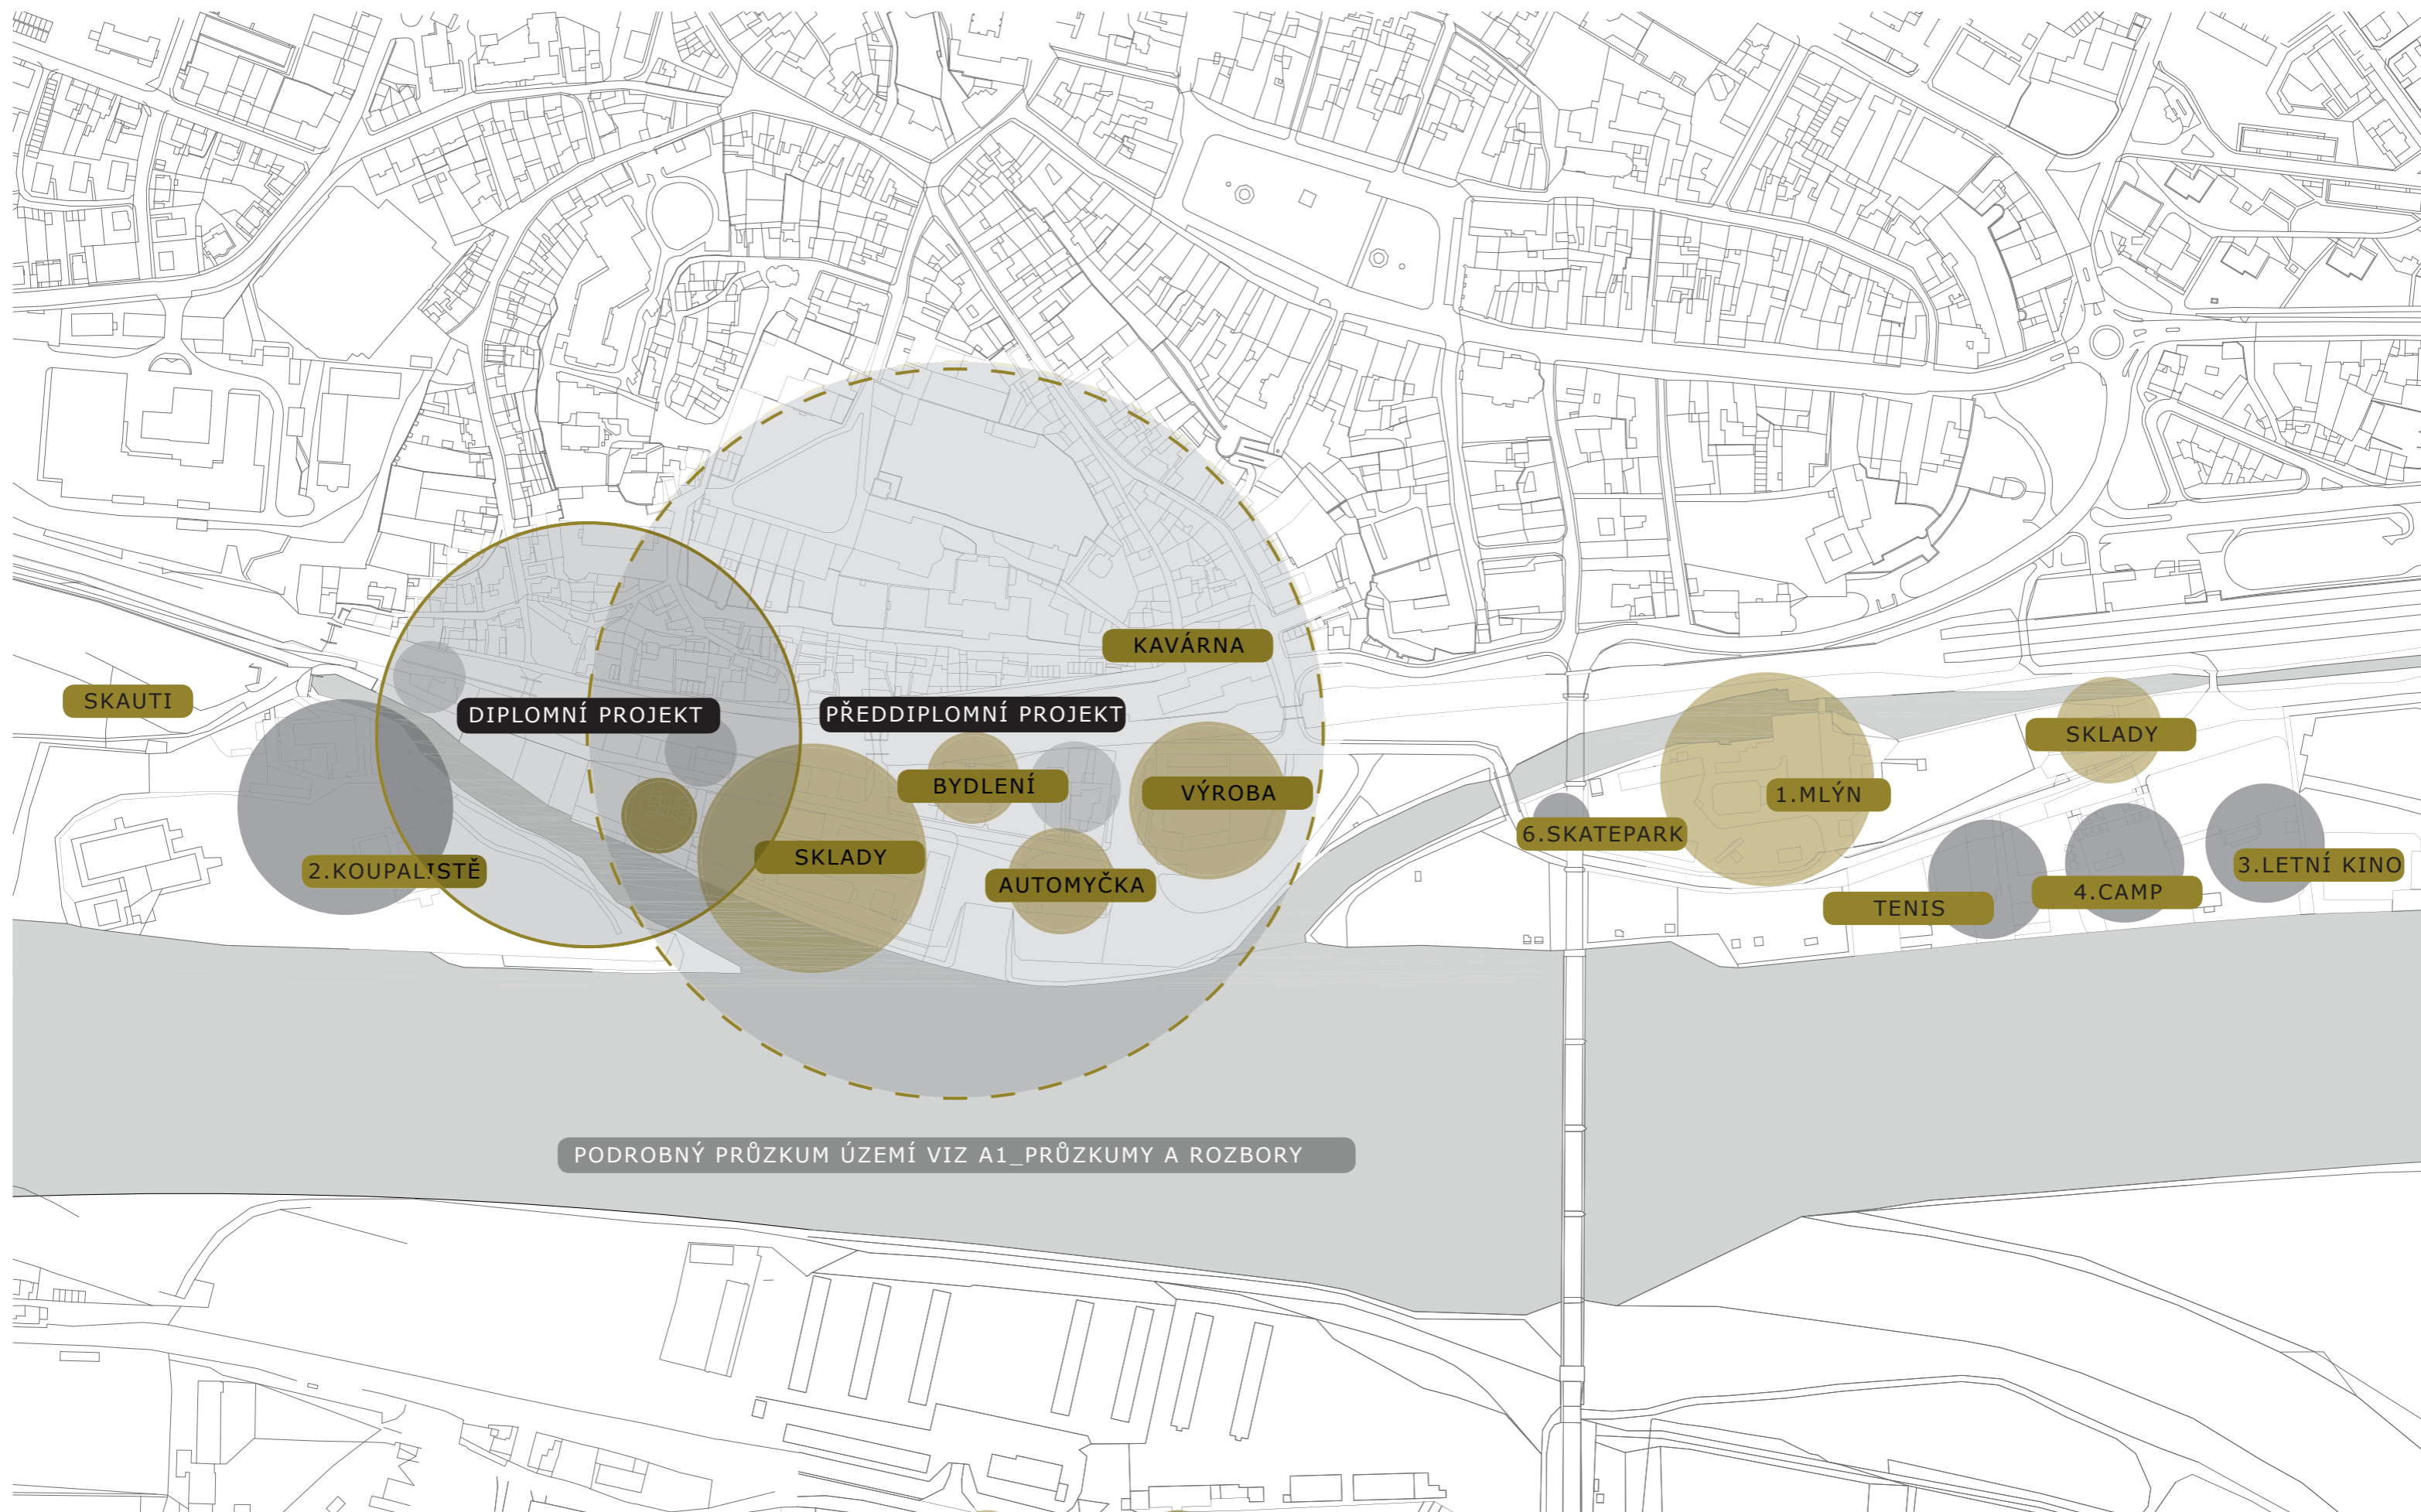 KAVÁRNA
SKAUTI
DIPLOMNÍ PROJEKT
PŘEDDIPLOMNÍ PROJEKT
SKLADY
BYDLENÍ
VÝROBA
1.MLÝN
6.SKATEPARK
SKLADY
3.LETNÍ KINO
2.KOUPALISTĚ
AUTOMYČKA
4.CAMP
TENIS
PODROBNÝ PRŮZKUM ÚZEMÍ VIZ A1_PRŮZKUMY A ROZBORY